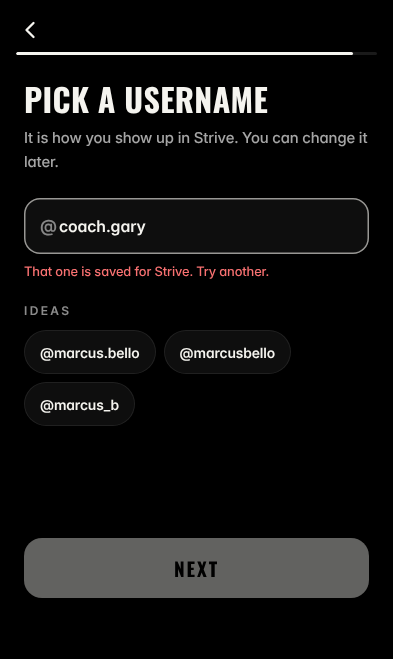 PICK A USERNAME
It is how you show up in Strive. You can change it
later.
@coach.gary
That one is saved for Strive. Try another.
IDEAS
@marcus.bello
@marcusbello
@marcus_b
NEXT